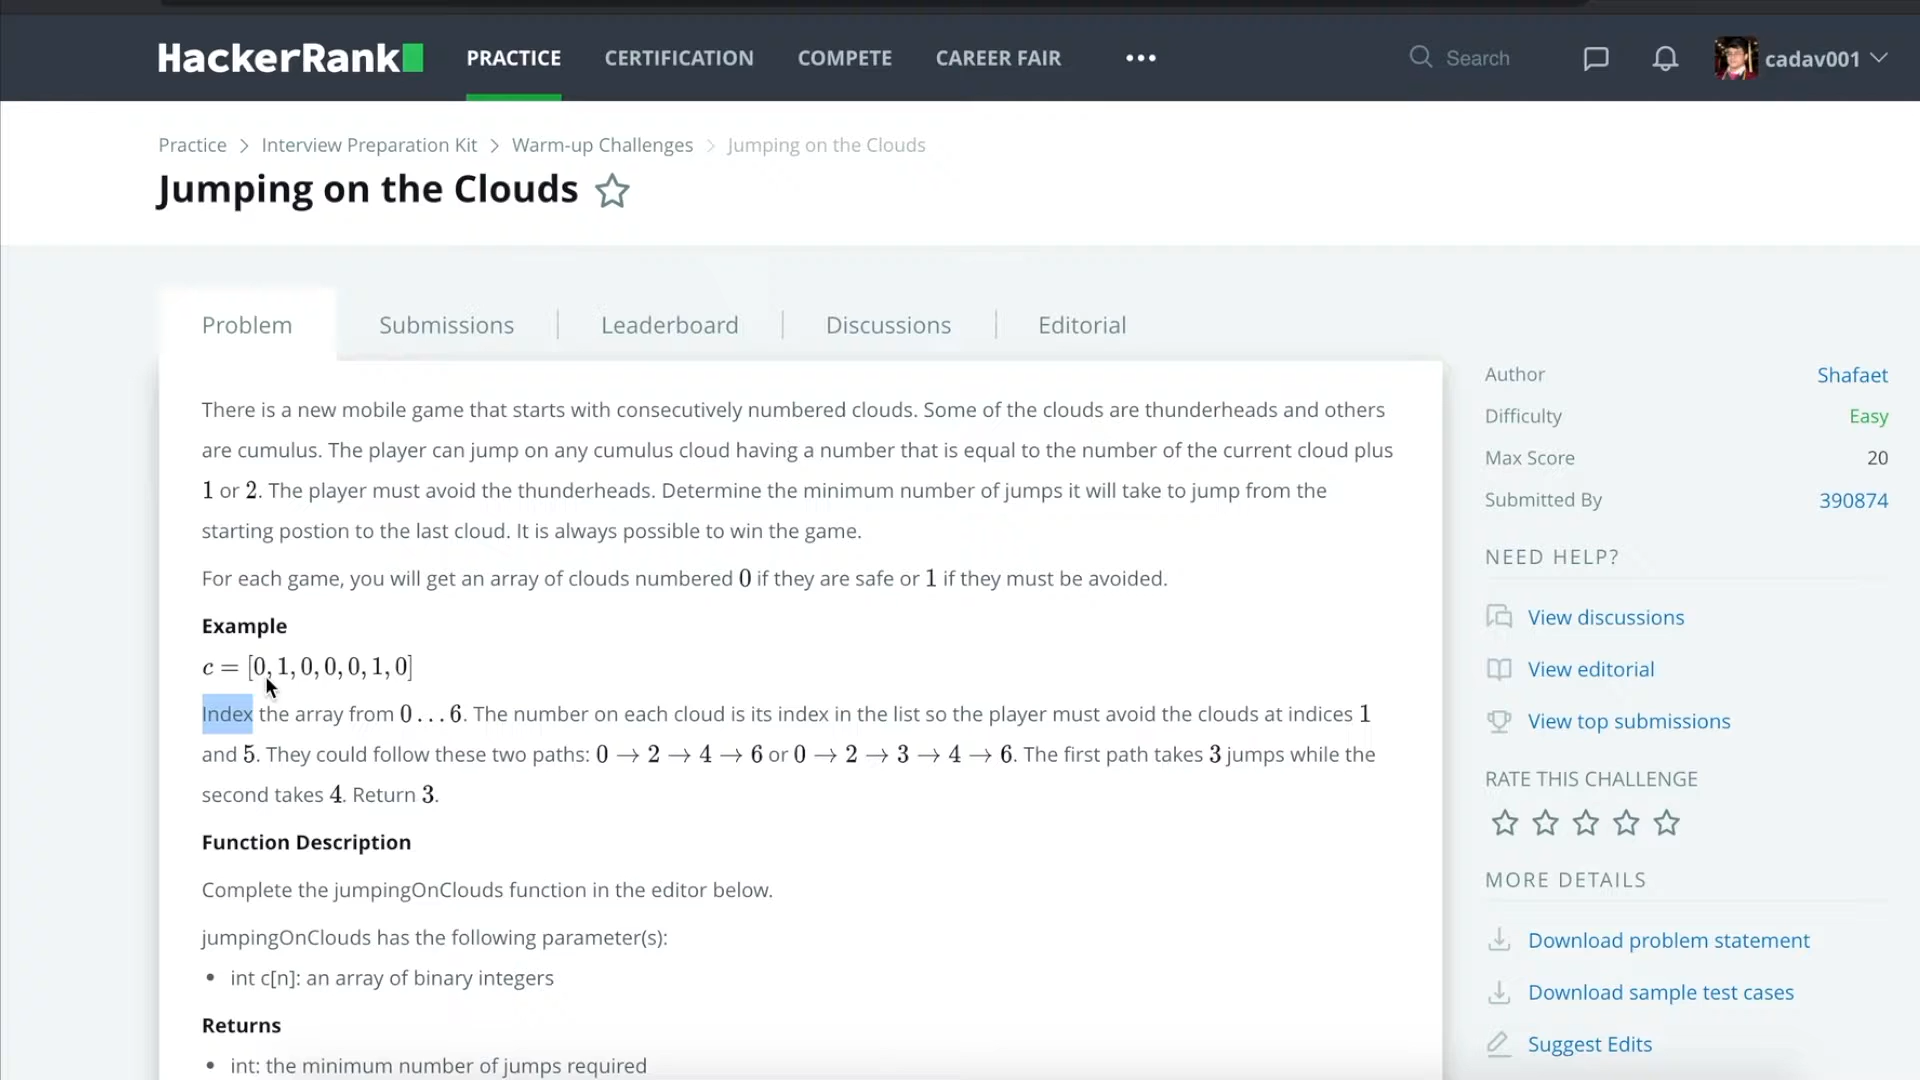 HackerRank PRACTICE CERTIFICATION COMPETE CAREER FAIR ••• Search cadav001
Practice > Interview Preparation Kit > Warm-up Challenges > Jumping on the Clouds
Jumping on the Clouds
Problem Submissions Leaderboard Discussions Editorial
There is a new mobile game that starts with consecutively numbered clouds. Some of the clouds are thunderheads and others
are cumulus. The player can jump on any cumulus cloud having a number that is equal to the number of the current cloud plus
1 or 2. The player must avoid the thunderheads. Determine the minimum number of jumps it will take to jump from the
starting postion to the last cloud. It is always possible to win the game.
For each game, you will get an array of clouds numbered 0 if they are safe or 1 if they must be avoided.
Example
c = [0, 1, 0, 0, 0, 1, 0]
Index the array from 0 . . . 6. The number on each cloud is its index in the list so the player must avoid the clouds at indices 1
and 5. They could follow these two paths: 0 → 2 → 4 → 6 or 0 → 2 → 3 → 4 → 6. The first path takes 3 jumps while the
second takes 4. Return 3.
Function Description
Complete the jumpingOnClouds function in the editor below.
jumpingOnClouds has the following parameter(s):
• int c[n]: an array of binary integers
Returns
• int: the minimum number of jumps required
Author Shafaet
Difficulty Easy
Max Score 20
Submitted By 390874
NEED HELP?
View discussions
View editorial
View top submissions
RATE THIS CHALLENGE
MORE DETAILS
Download problem statement
Download sample test cases
Suggest Edits